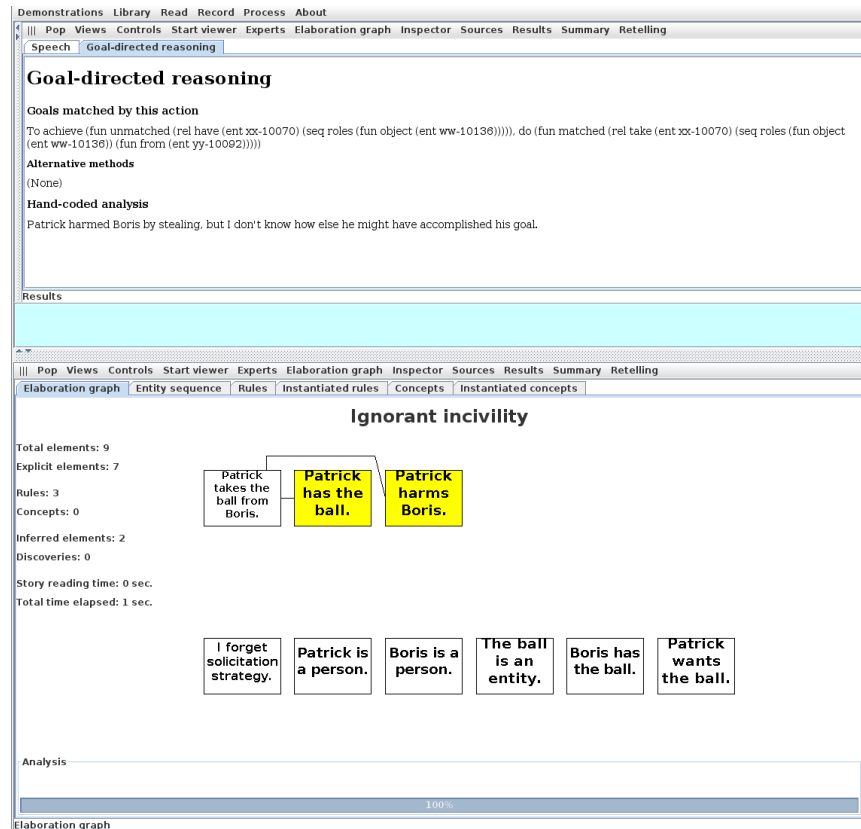 Demonstrations Library Read Record Process About
||| Pop Views Controls Start viewer Experts Elaboration graph Inspector Sources Results Summary Retelling
Speech Goal-directed reasoning
Goal-directed reasoning
Goals matched by this action
To achieve (fun unmatched (rel have (ent xx-10070) (seq roles (fun object (ent ww-10136))))), do (fun matched (rel take (ent xx-10070) (seq roles (fun object
(ent ww-10136)) (fun from (ent yy-10092)))))
Alternative methods
(None)
Hand-coded analysis
Patrick harmed Boris by stealing, but I don't know how else he might have accomplished his goal.
Results
||| Pop Views Controls Start viewer Experts Elaboration graph Inspector Sources Results Summary Retelling
Elaboration graph Entity sequence Rules Instantiated rules Concepts Instantiated concepts
Ignorant incivility
Total elements: 9
Explicit elements: 7
Rules: 3
Concepts: 0
Inferred elements: 2
Discoveries: 0
Story reading time: 0 sec.
Total time elapsed: 1 sec.
Patrick
takes the
ball from
Boris.
Patrick
has the
ball.
Patrick
harms
Boris.
I forget
solicitation
strategy.
Patrick is
a person.
Boris is a
person.
The ball
is an
entity.
Boris has
the ball.
Patrick
wants
the ball.
Analysis
100%
Elaboration graph